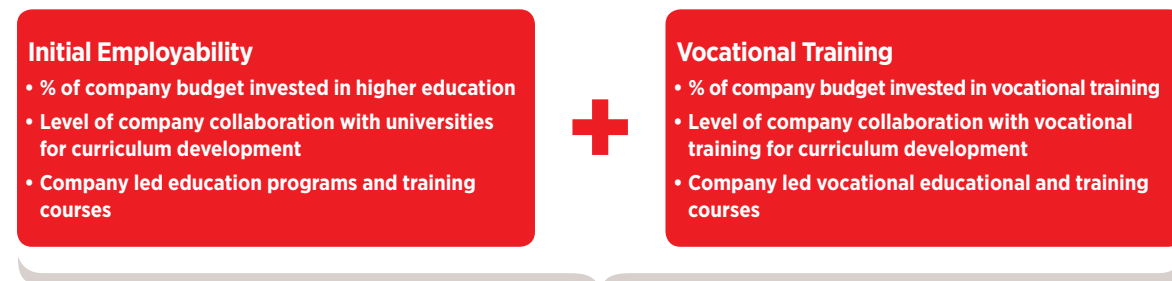 Initial Employability
• % of company budget invested in higher education
• Level of company collaboration with universities
for curriculum development
• Company led education programs and training
courses
Vocational Training
• % of company budget invested in vocational training
• Level of company collaboration with vocational
training for curriculum development
• Company led vocational educational and training
courses